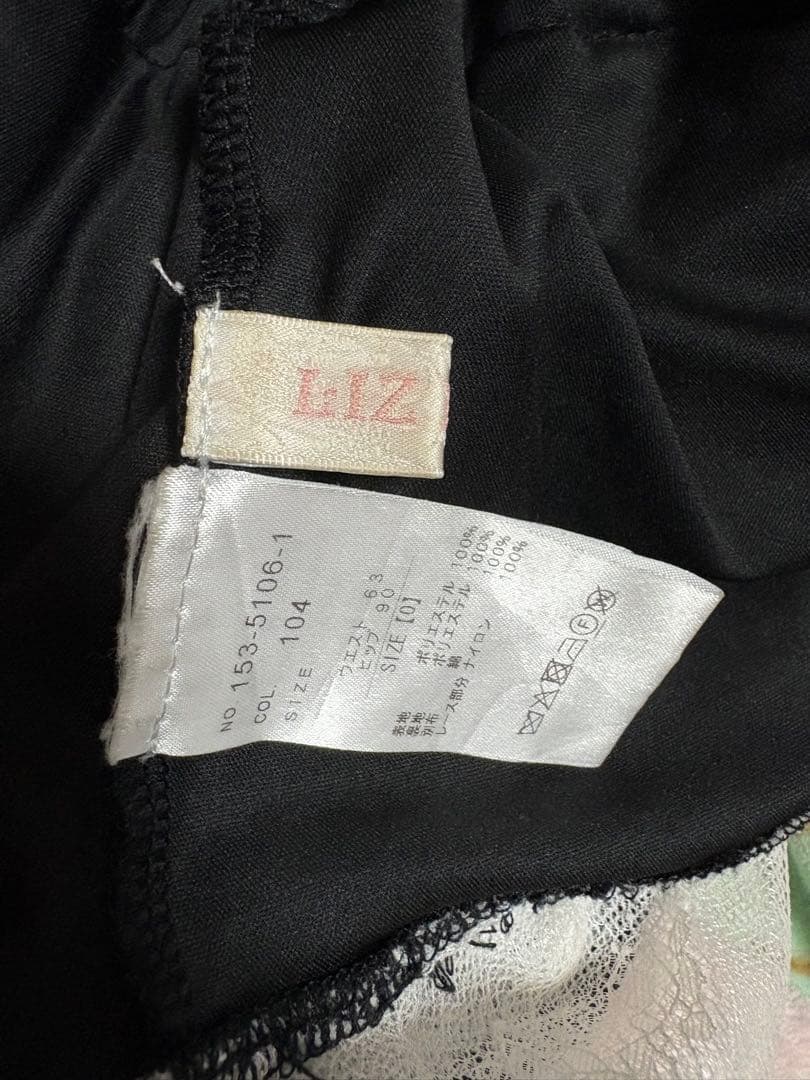 LIZ
NO. 153-5106-1
COL. 104
SIZE
ウエスト 63
ヒップ 90
SIZE [0]
表地 ポリエステル 100%
裏地 ポリエステル 100%
別布 綿 100%
レース部分 ナイロン 100%